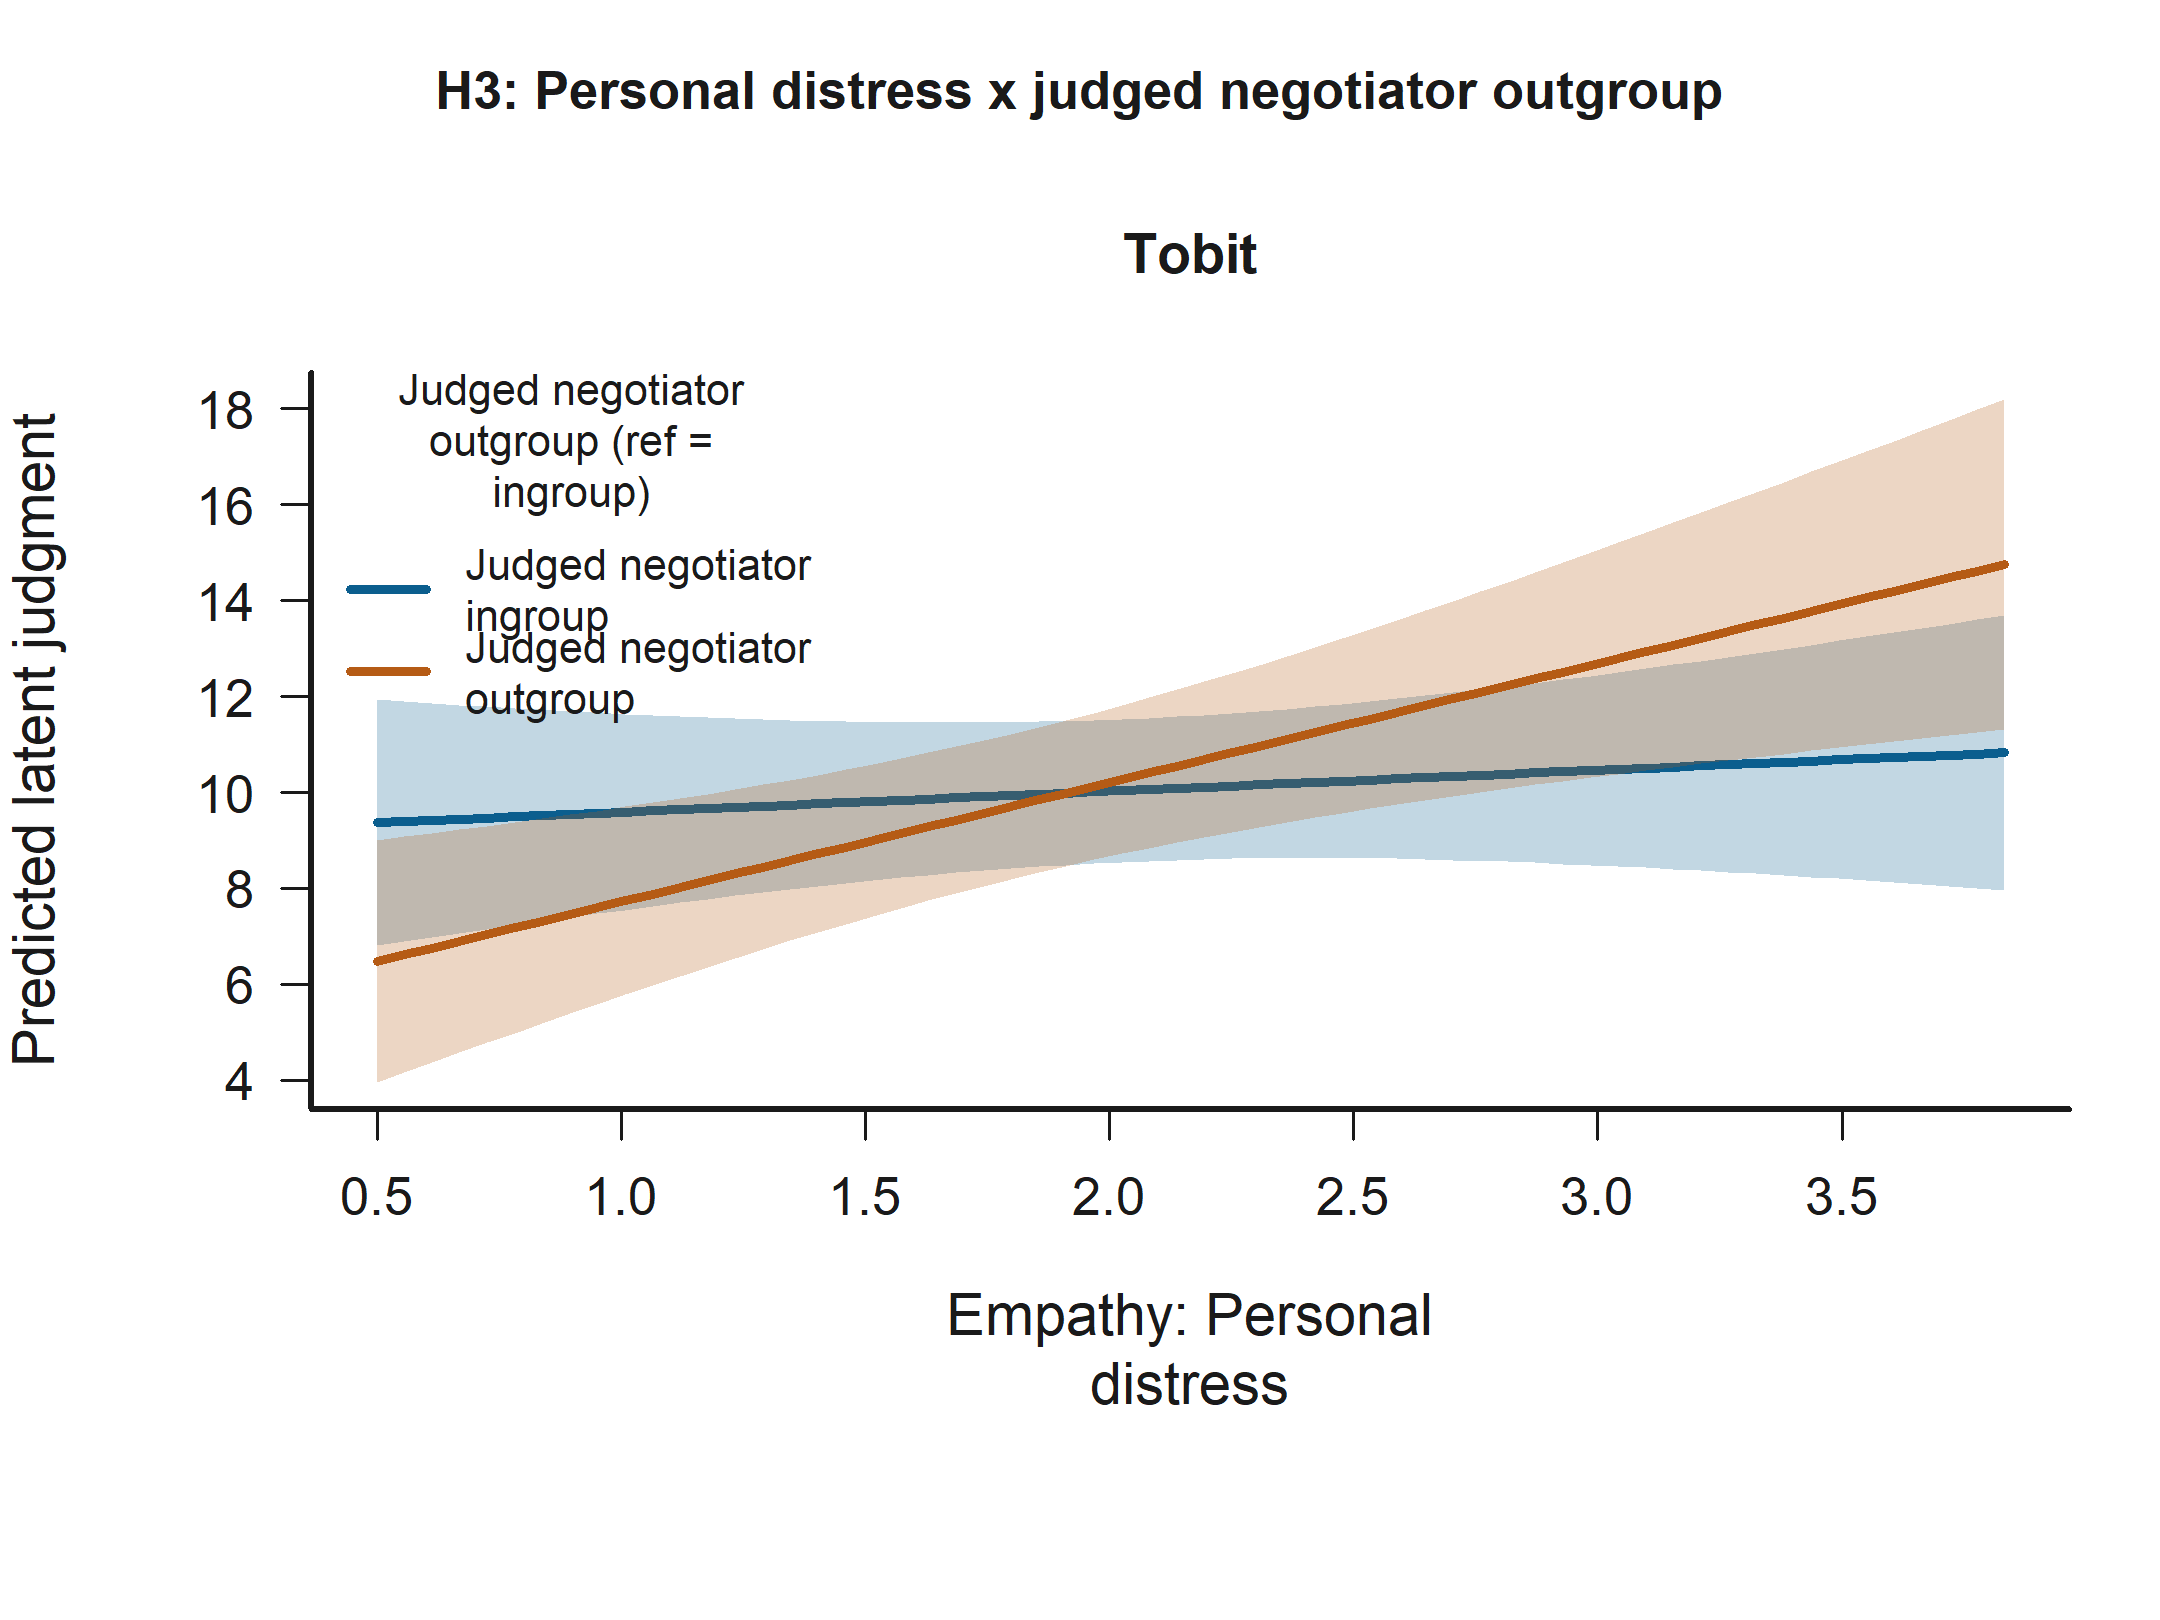 H3: Personal distress x judged negotiator outgroup
Tobit
Judged negotiator
outgroup (ref =
ingroup)
Judged negotiator
ingroup
Judged negotiator
outgroup
Predicted latent judgment
18
16
14
12
10
8
6
4
0.5 1.0 1.5 2.0 2.5 3.0 3.5
Empathy: Personal
distress